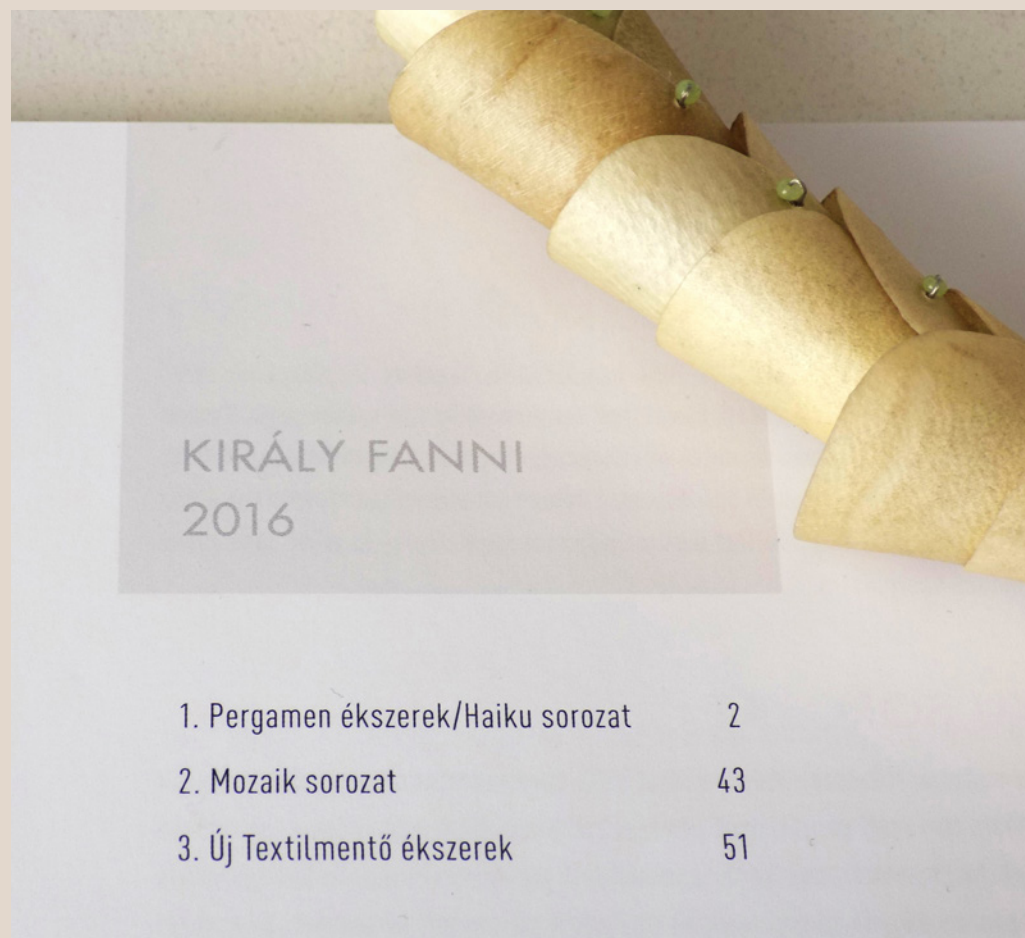 KIRÁLY FANNI
2016
1. Pergamen ékszerek/Haiku sorozat 2
2. Mozaik sorozat 43
3. Új Textilmentő ékszerek 51